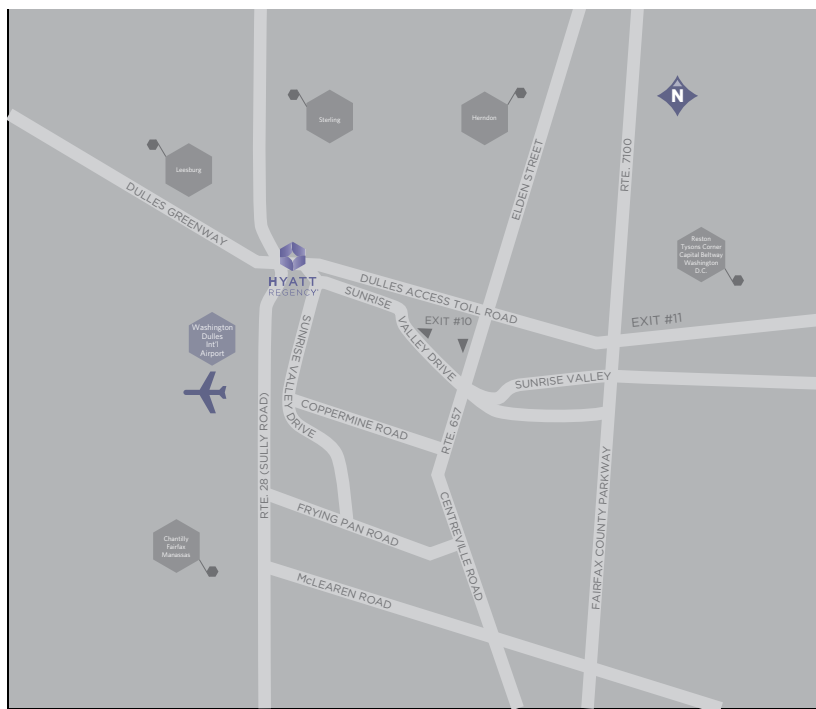 N
Sterling
Herndon
Leesburg
ELDEN STREET
RTE. 7100
DULLES GREENWAY
Reston
Tysons Corner
Capital Beltway
Washington
D.C.
HYATT
REGENCY
DULLES ACCESS TOLL ROAD
SUNRISE
VALLEY DRIVE
EXIT #10
EXIT #11
Washington
Dulles
Int'l
Airport
SUNRISE VALLEY DRIVE
SUNRISE VALLEY
COPPERMINE ROAD
RTE. 657
RTE. 28 (SULLY ROAD)
FRYING PAN ROAD
CENTREVILLE ROAD
FAIRFAX COUNTY PARKWAY
Chantilly
Fairfax
Manassas
McLEAREN ROAD